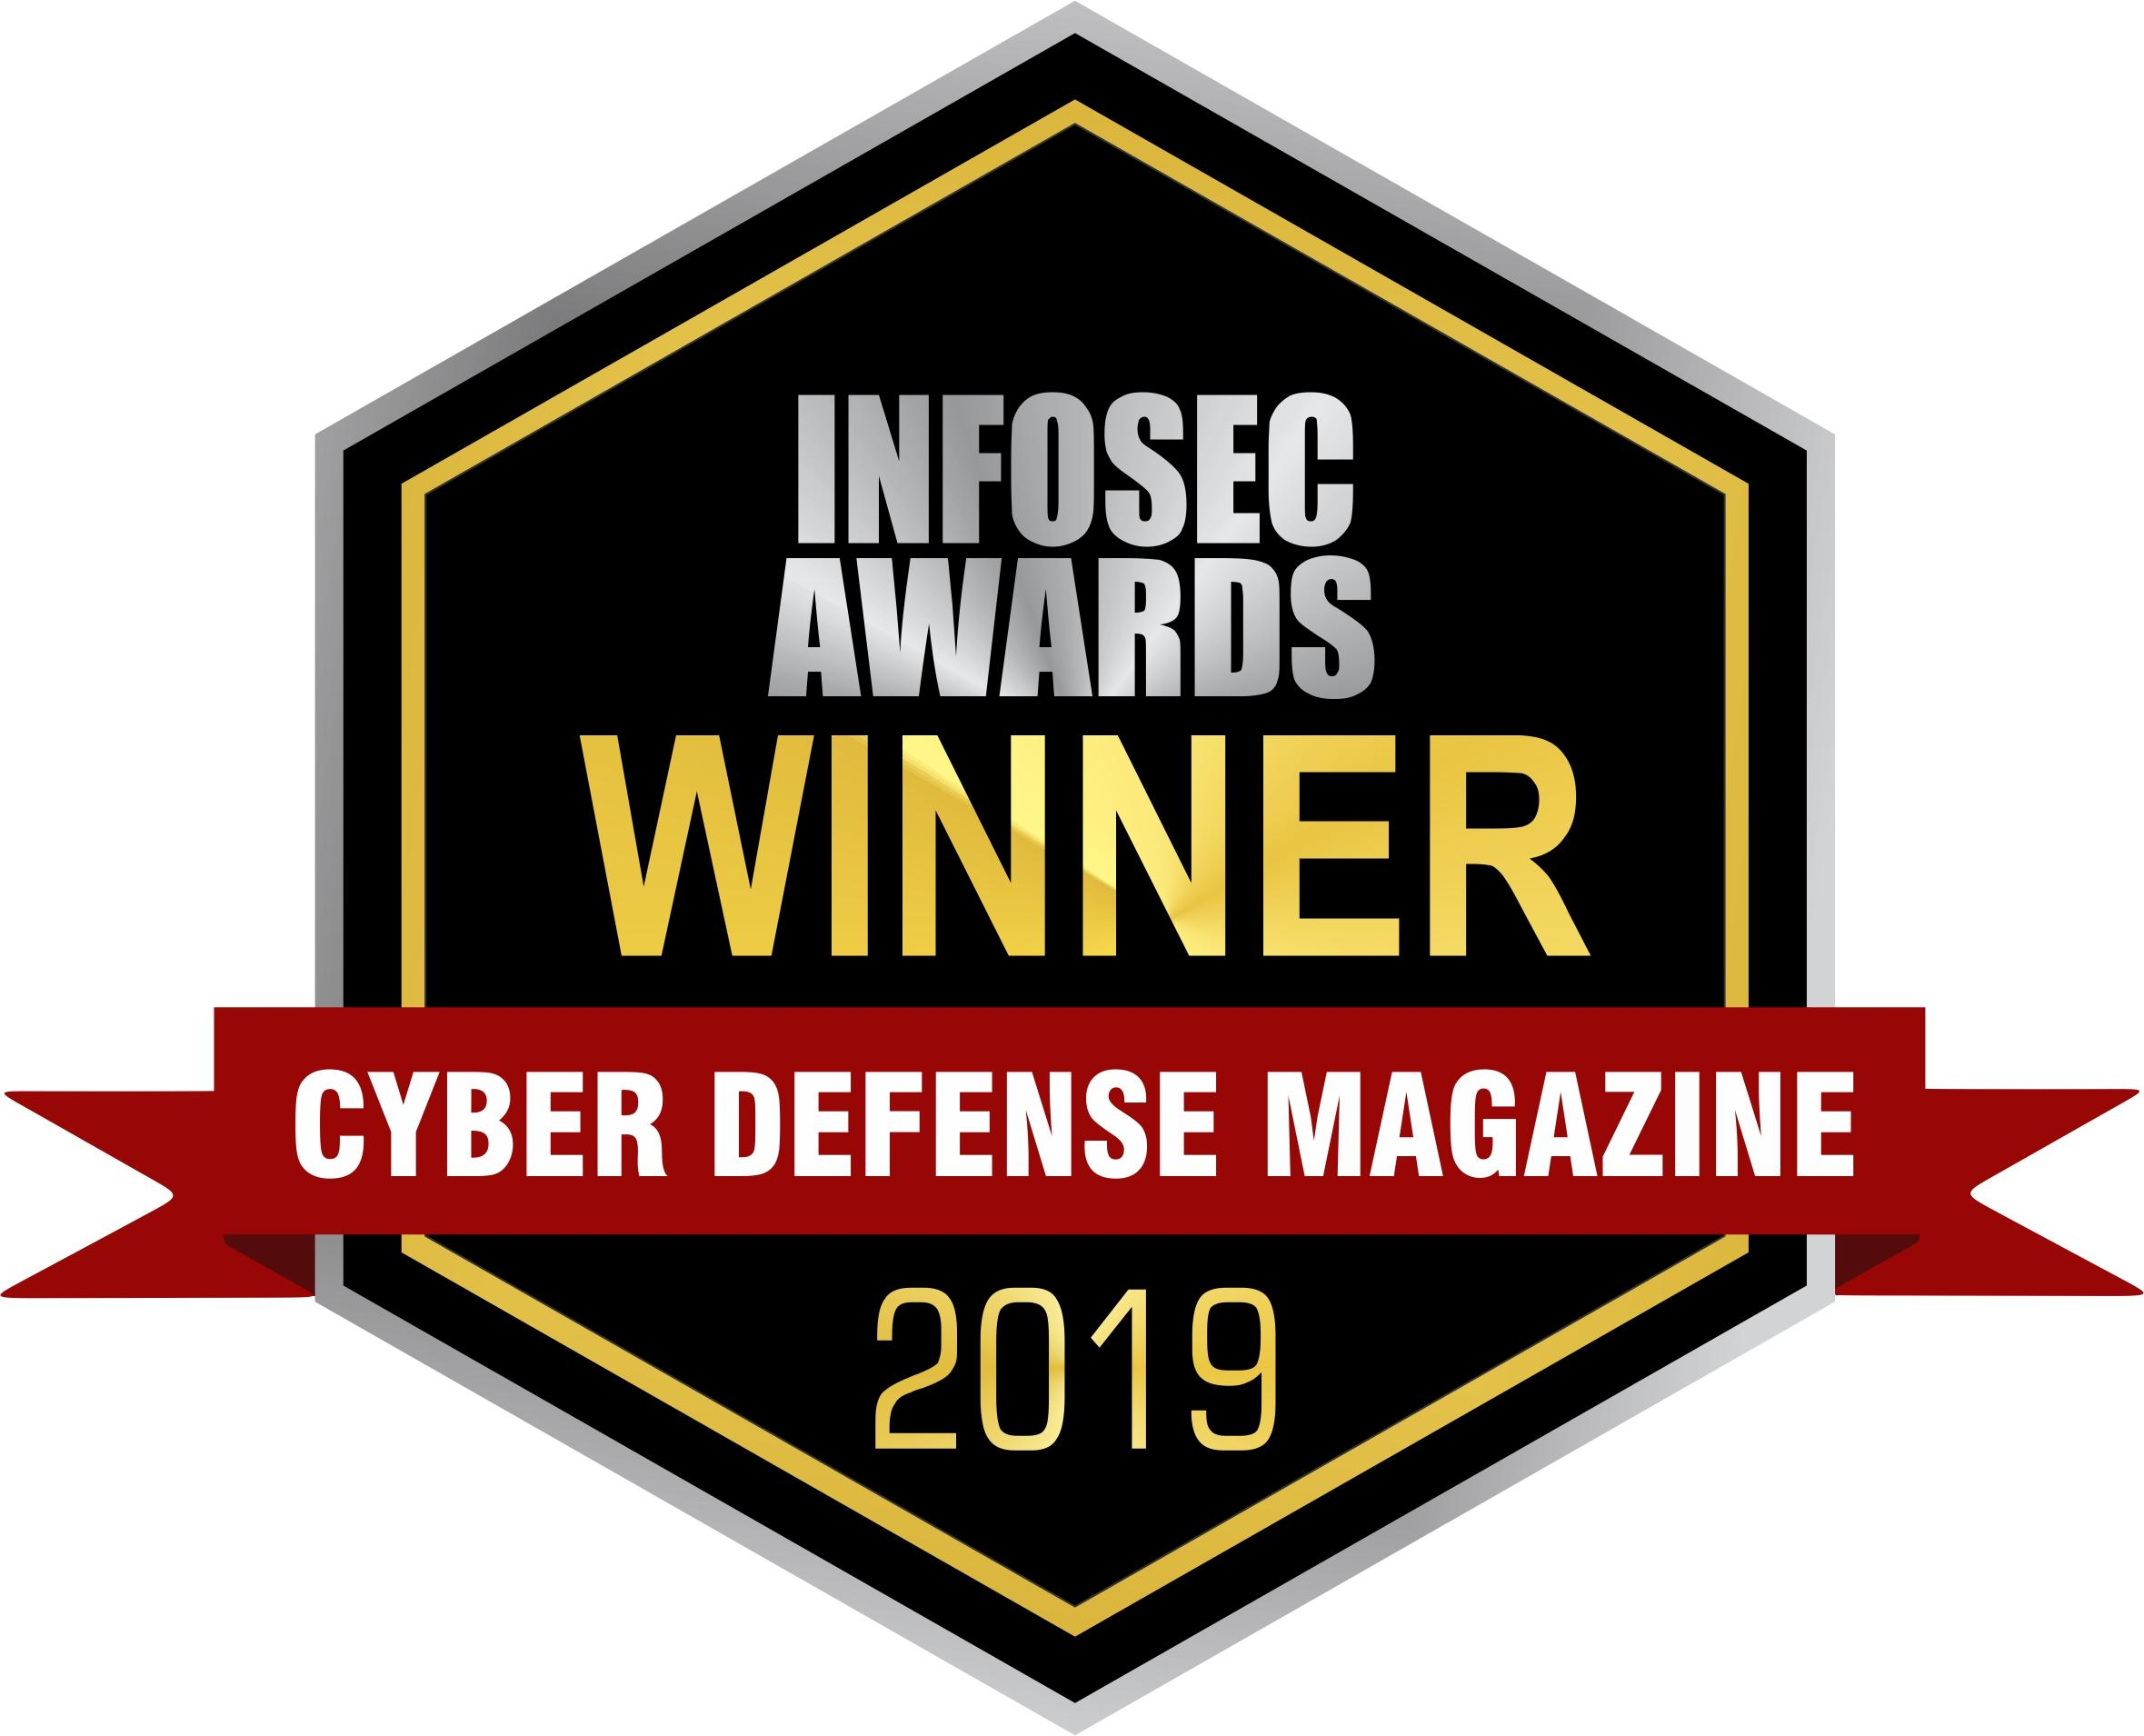 INFOSEC
AWARDS
WINNER
CYBER DEFENSE MAGAZINE
2019